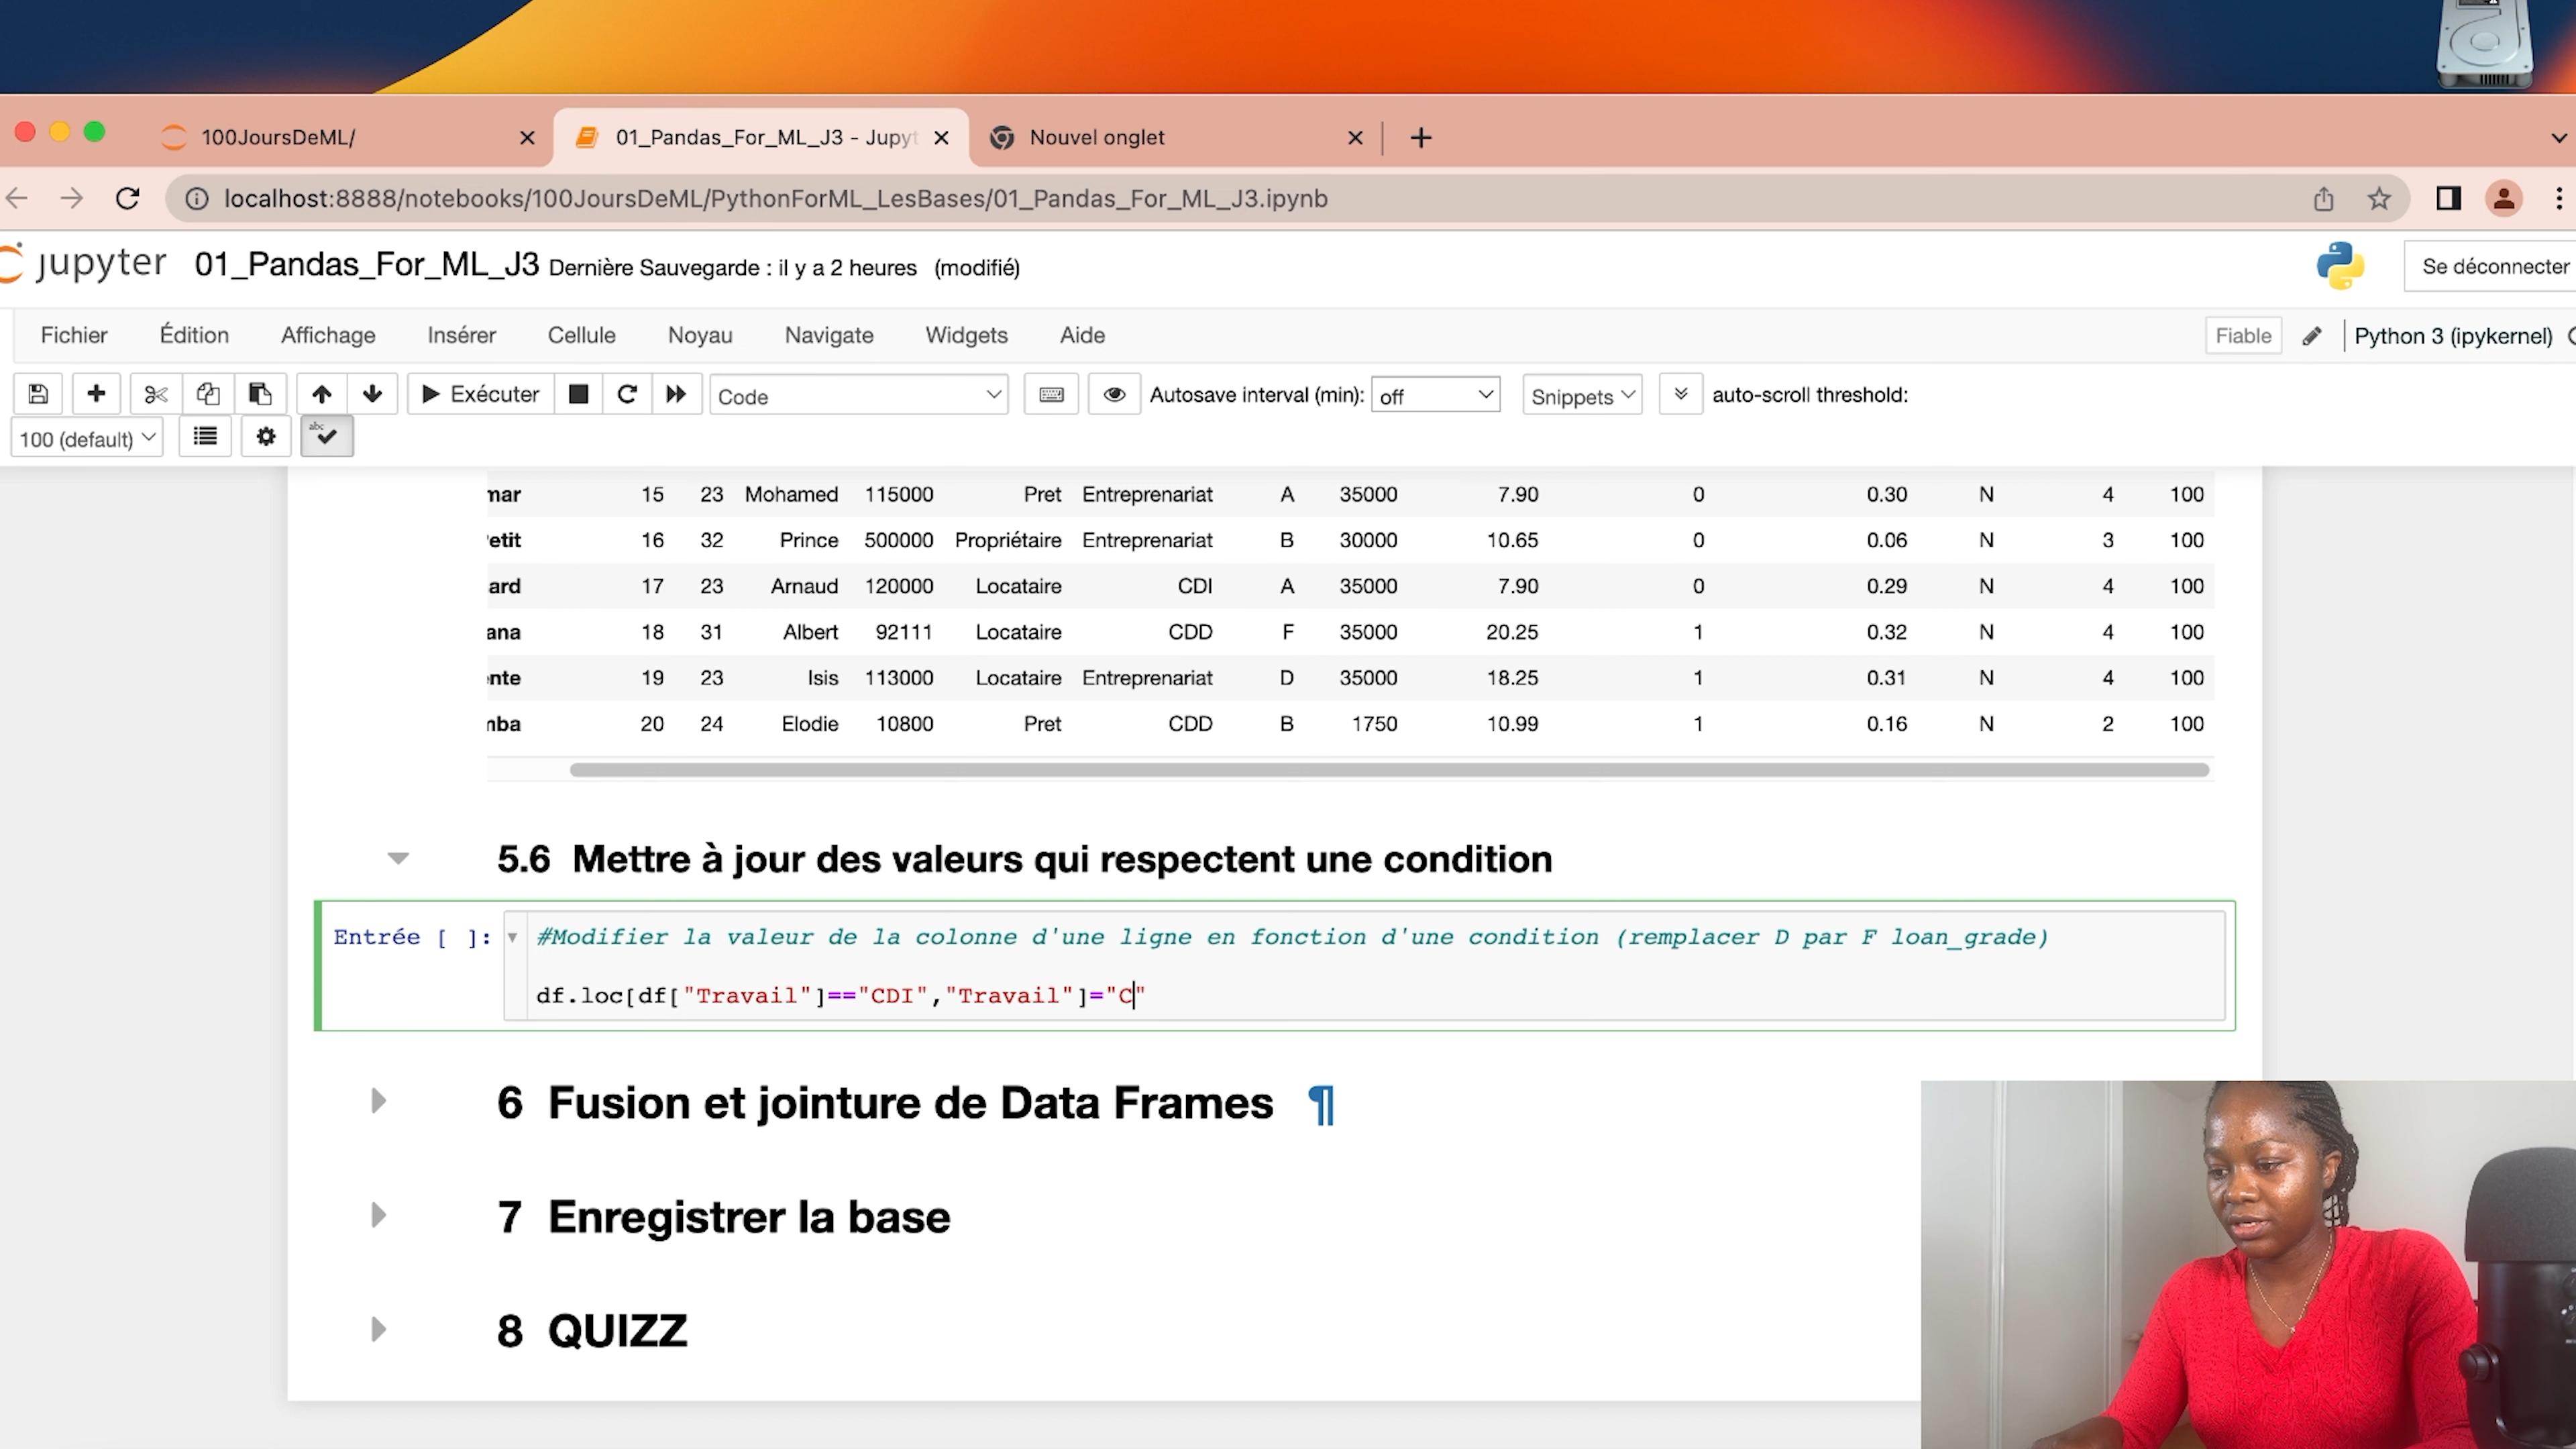 100JoursDeML/
01_Pandas_For_ML_J3 - Jupyt
Nouvel onglet
localhost:8888/notebooks/100JoursDeML/PythonForML_LesBases/01_Pandas_For_ML_J3.ipynb
jupyter 01_Pandas_For_ML_J3 Dernière Sauvegarde : il y a 2 heures (modifié)
Se déconnecter
Fichier Édition Affichage Insérer Cellule Noyau Navigate Widgets Aide
Fiable Python 3 (ipykernel)
Exécuter Code Autosave interval (min): off Snippets auto-scroll threshold:
100 (default) abc
mar 15 23 Mohamed 115000 Pret Entreprenariat A 35000 7.90 0 0.30 N 4 100
etit 16 32 Prince 500000 Propriétaire Entreprenariat B 30000 10.65 0 0.06 N 3 100
ard 17 23 Arnaud 120000 Locataire CDI A 35000 7.90 0 0.29 N 4 100
ana 18 31 Albert 92111 Locataire CDD F 35000 20.25 1 0.32 N 4 100
nte 19 23 Isis 113000 Locataire Entreprenariat D 35000 18.25 1 0.31 N 4 100
mba 20 24 Elodie 10800 Pret CDD B 1750 10.99 1 0.16 N 2 100
5.6 Mettre à jour des valeurs qui respectent une condition
Entrée [ ]: #Modifier la valeur de la colonne d'une ligne en fonction d'une condition (remplacer D par F loan_grade)
df.loc[df["Travail"]=="CDI","Travail"]="C"
6 Fusion et jointure de Data Frames ¶
7 Enregistrer la base
8 QUIZZ